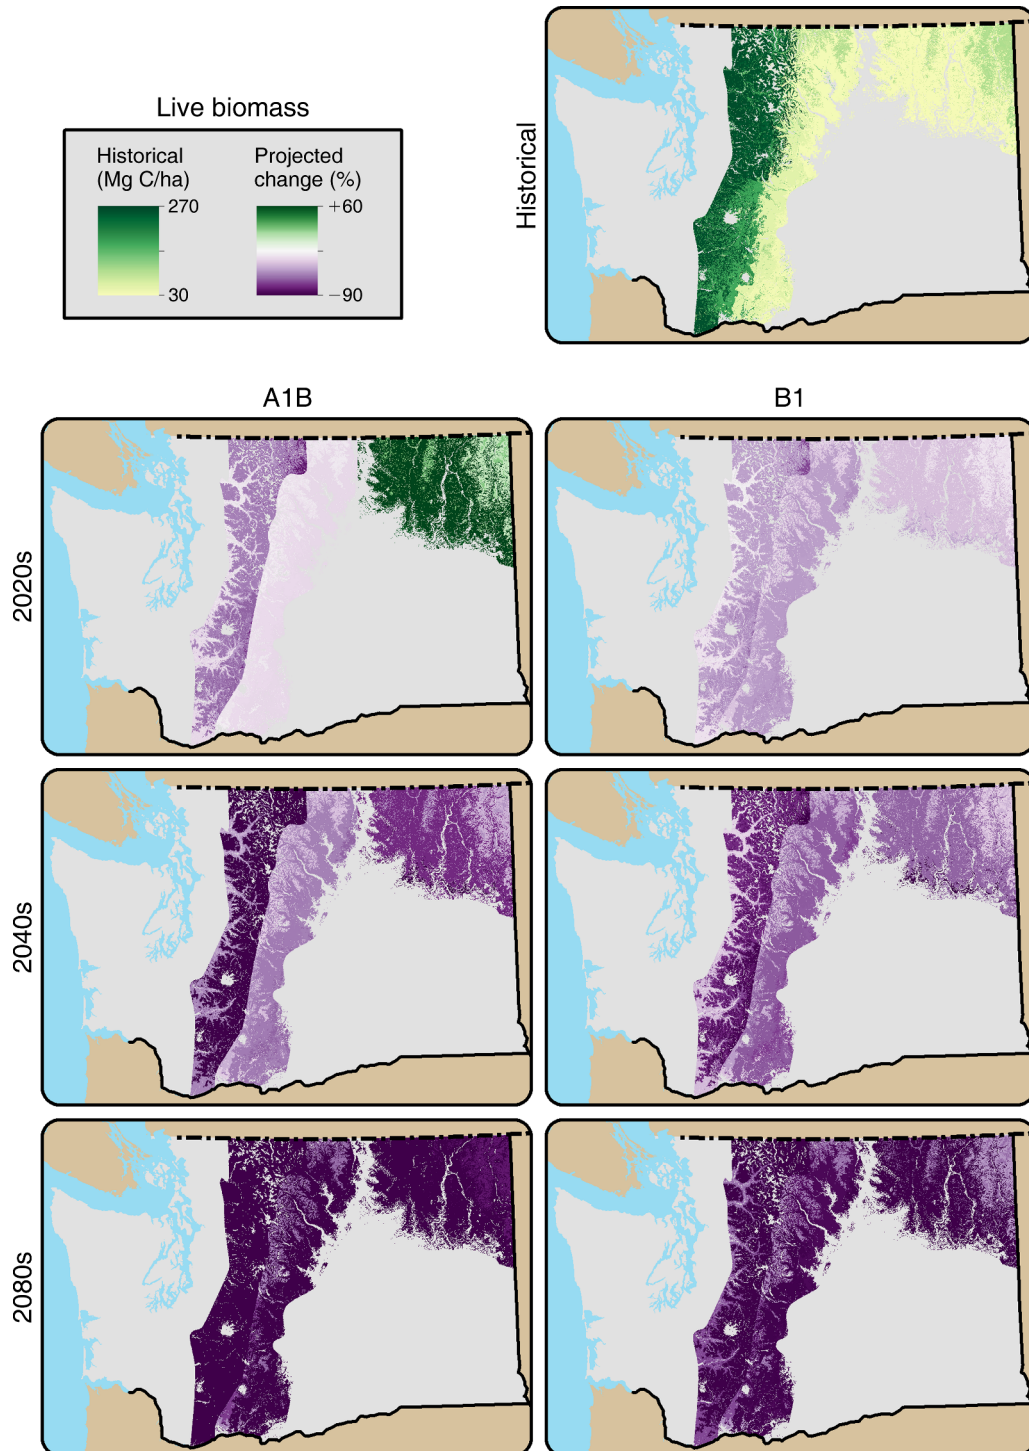 Live biomass
Historical
(Mg C/ha)
270
30
Projected
change (%)
+60
−90
Historical
A1B
B1
2020s
2040s
2080s